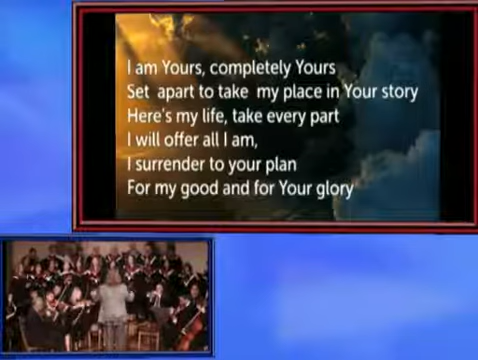 I am Yours, completely Yours
Set apart to take my place in Your story
Here's my life, take every part
I will offer all I am,
I surrender to your plan
For my good and for Your glory